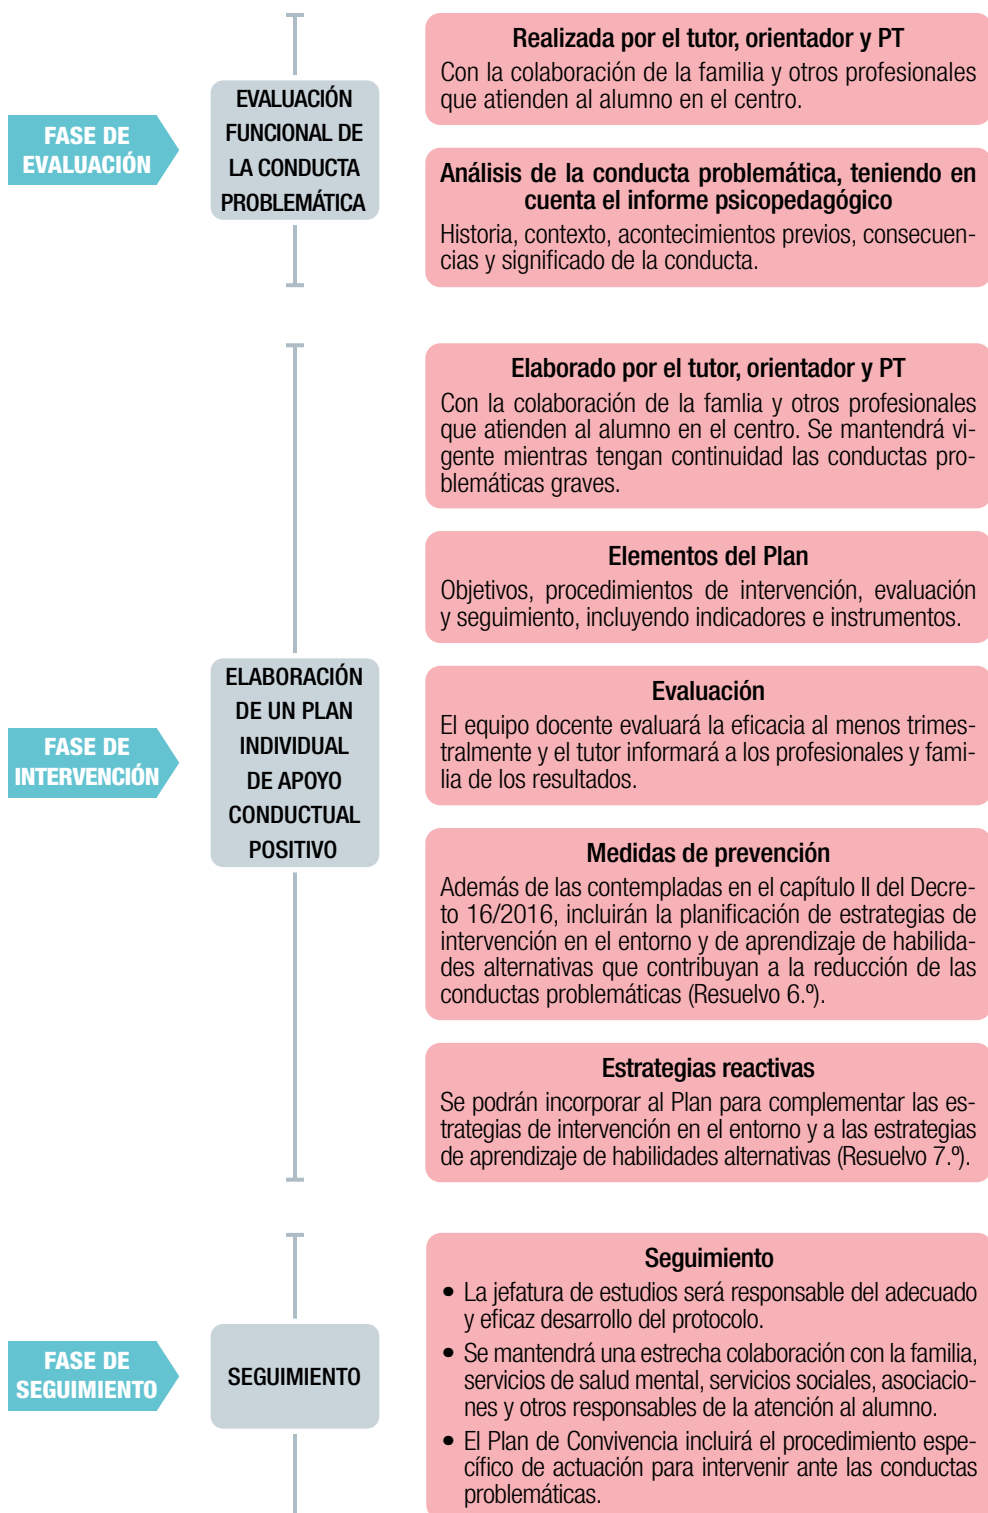 FASE DE
EVALUACIÓN
EVALUACIÓN
FUNCIONAL DE
LA CONDUCTA
PROBLEMÁTICA
Realizada por el tutor, orientador y PT
Con la colaboración de la familia y otros profesionales
que atienden al alumno en el centro.
Análisis de la conducta problemática, teniendo en
cuenta el informe psicopedagógico
Historia, contexto, acontecimientos previos, consecuen-
cias y significado de la conducta.
FASE DE
INTERVENCIÓN
ELABORACIÓN
DE UN PLAN
INDIVIDUAL
DE APOYO
CONDUCTUAL
POSITIVO
Elaborado por el tutor, orientador y PT
Con la colaboración de la famlia y otros profesionales
que atienden al alumno en el centro. Se mantendrá vi-
gente mientras tengan continuidad las conductas pro-
blemáticas graves.
Elementos del Plan
Objetivos, procedimientos de intervención, evaluación
y seguimiento, incluyendo indicadores e instrumentos.
Evaluación
El equipo docente evaluará la eficacia al menos trimes-
tralmente y el tutor informará a los profesionales y fami-
lia de los resultados.
Medidas de prevención
Además de las contempladas en el capítulo II del Decre-
to 16/2016, incluirán la planificación de estrategias de
intervención en el entorno y de aprendizaje de habilida-
des alternativas que contribuyan a la reducción de las
conductas problemáticas (Resuelvo 6.º).
Estrategias reactivas
Se podrán incorporar al Plan para complementar las es-
trategias de intervención en el entorno y a las estrategias
de aprendizaje de habilidades alternativas (Resuelvo 7.º).
FASE DE
SEGUIMIENTO
SEGUIMIENTO
Seguimiento
• La jefatura de estudios será responsable del adecuado
y eficaz desarrollo del protocolo.
• Se mantendrá una estrecha colaboración con la familia,
servicios de salud mental, servicios sociales, asociacio-
nes y otros responsables de la atención al alumno.
• El Plan de Convivencia incluirá el procedimiento espe-
cífico de actuación para intervenir ante las conductas
problemáticas.